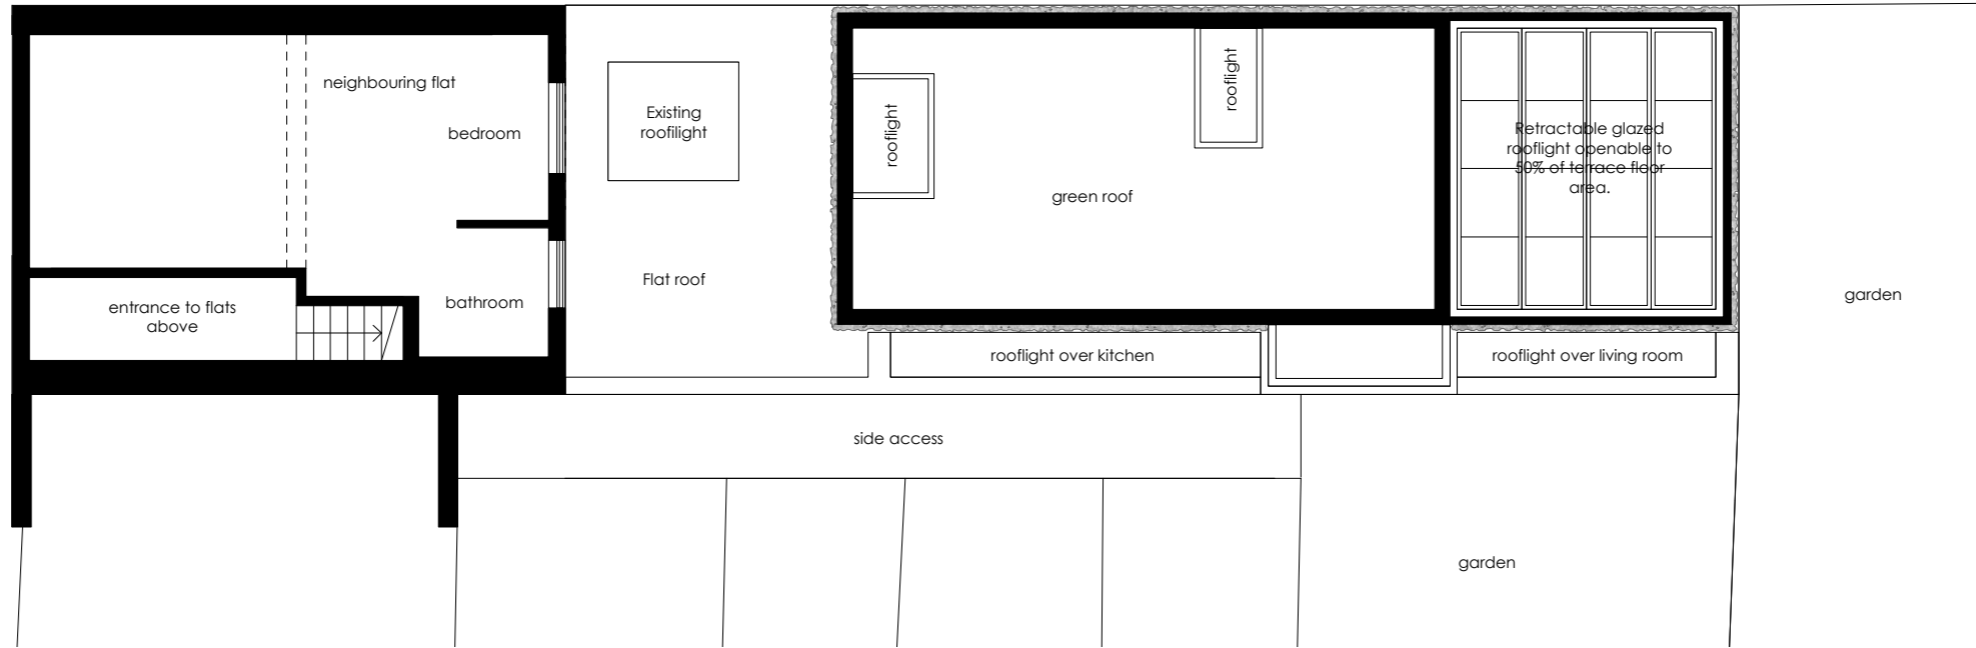 neighbouring flat
bedroom
Existing
roofilight
rooflight
rooflight
green roof
Retractable glazed
rooflight openable to
50% of terrace floor
area.
Flat roof
bathroom
entrance to flats
above
garden
rooflight over kitchen
rooflight over living room
side access
garden